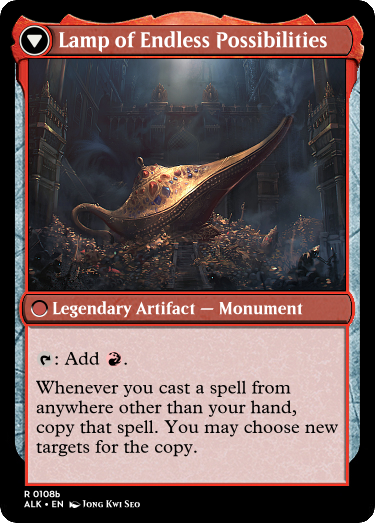 Lamp of Endless Possibilities
Legendary Artifact — Monument
: Add .
Whenever you cast a spell from
anywhere other than your hand,
copy that spell. You may choose new
targets for the copy.
R 0108b
ALK • EN Jong Kwi Seo